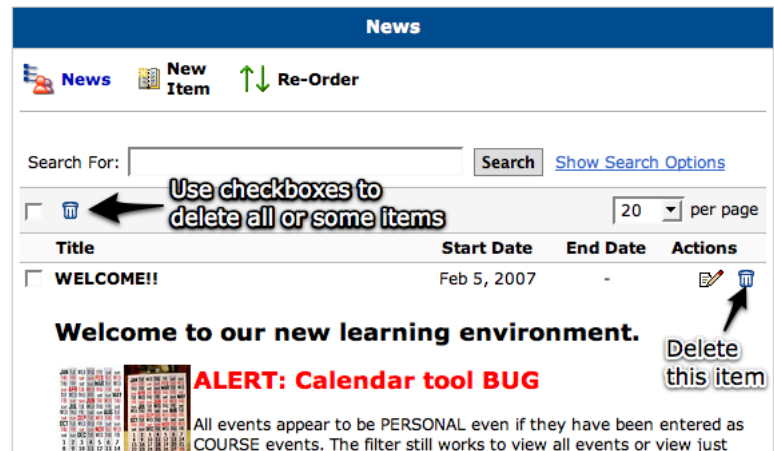 News
News
New
Item
Re-Order
Search For: Search Show Search Options
Use checkboxes to
delete all or some items
20 per page
Title Start Date End Date Actions
WELCOME!! Feb 5, 2007 -
Welcome to our new learning environment.
Delete
this item
ALERT: Calendar tool BUG
All events appear to be PERSONAL even if they have been entered as
COURSE events. The filter still works to view all events or view just